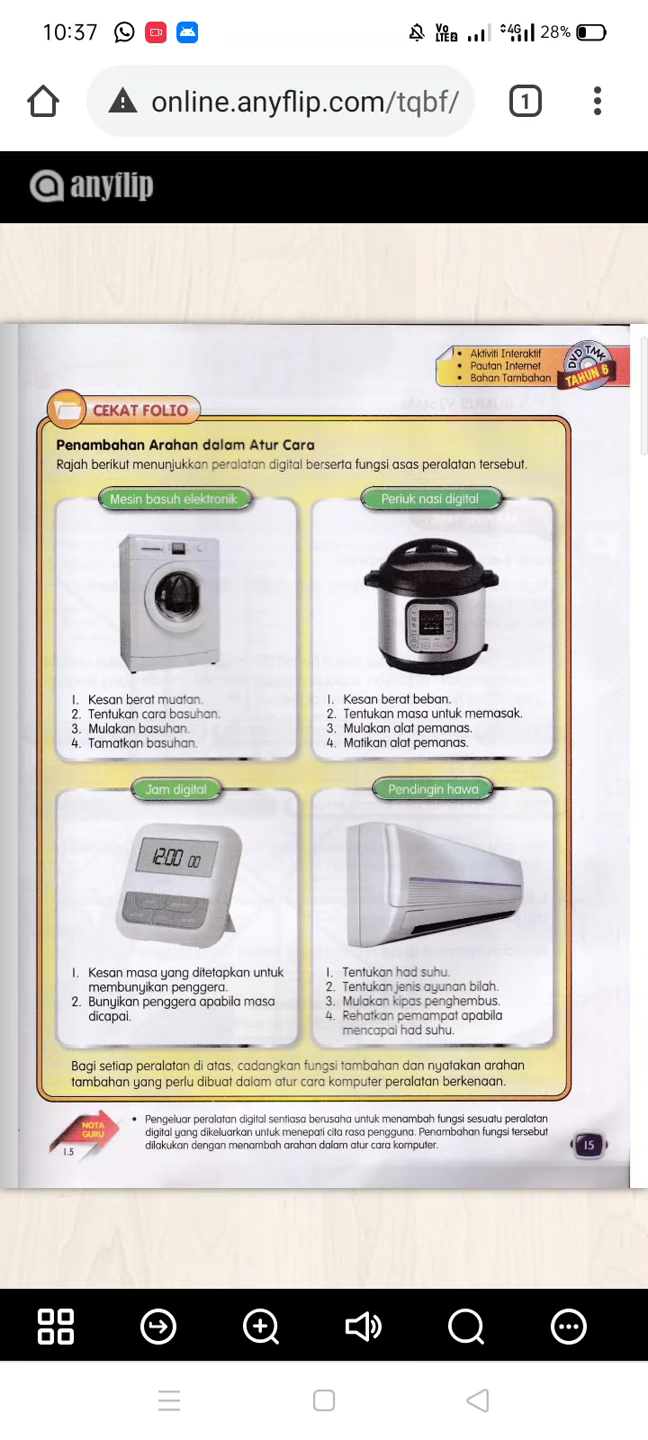 10:37
Vo
LTE2
4G
28%
online.anyflip.com/tqbf/
1
anyflip
• Aktiviti Interaktif
• Pautan Internet
• Bahan Tambahan
DVD TMK
TAHUN 6
CEKAT FOLIO
Penambahan Arahan dalam Atur Cara
Rajah berikut menunjukkan peralatan digital berserta fungsi asas peralatan tersebut.
Mesin basuh elektronik
1. Kesan berat muatan.
2. Tentukan cara basuhan.
3. Mulakan basuhan.
4. Tamatkan basuhan.
Periuk nasi digital
1. Kesan berat beban.
2. Tentukan masa untuk memasak.
3. Mulakan alat pemanas.
4. Matikan alat pemanas.
Jam digital
12:00 00
1. Kesan masa yang ditetapkan untuk
membunyikan penggera.
2. Bunyikan penggera apabila masa
dicapai.
Pendingin hawa
1. Tentukan had suhu.
2. Tentukan jenis ayunan bilah.
3. Mulakan kipas penghembus.
4. Rehatkan pemampat apabila
mencapai had suhu.
Bagi setiap peralatan di atas, cadangkan fungsi tambahan dan nyatakan arahan
tambahan yang perlu dibuat dalam atur cara komputer peralatan berkenaan.
NOTA
GURU
1.5
• Pengeluar peralatan digital sentiasa berusaha untuk menambah fungsi sesuatu peralatan
digital yang dikeluarkan untuk menepati cita rasa pengguna. Penambahan fungsi tersebut
dilakukan dengan menambah arahan dalam atur cara komputer.
15